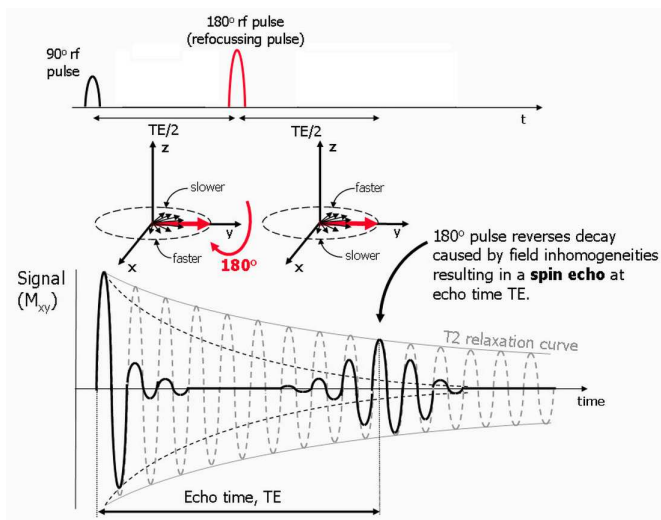 180° rf pulse
(refocussing pulse)
90° rf
pulse
TE/2
TE/2
t
z
z
slower
faster
y
y
faster
slower
x
180°
x
180° pulse reverses decay
caused by field inhomogeneities
resulting in a spin echo at
echo time TE.
Signal
(Mxy)
T2 relaxation curve
time
Echo time, TE